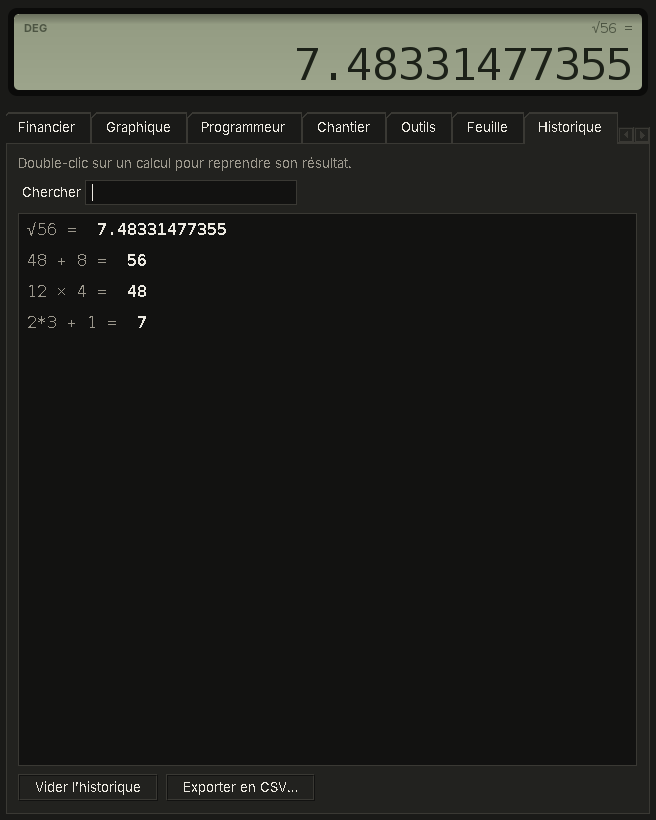 DEG √56 =
7.48331477355
Financier Graphique Programmeur Chantier Outils Feuille Historique
Double-clic sur un calcul pour reprendre son résultat.
Chercher
√56 = 7.48331477355
48 + 8 = 56
12 × 4 = 48
2*3 + 1 = 7
Vider l'historique Exporter en CSV...